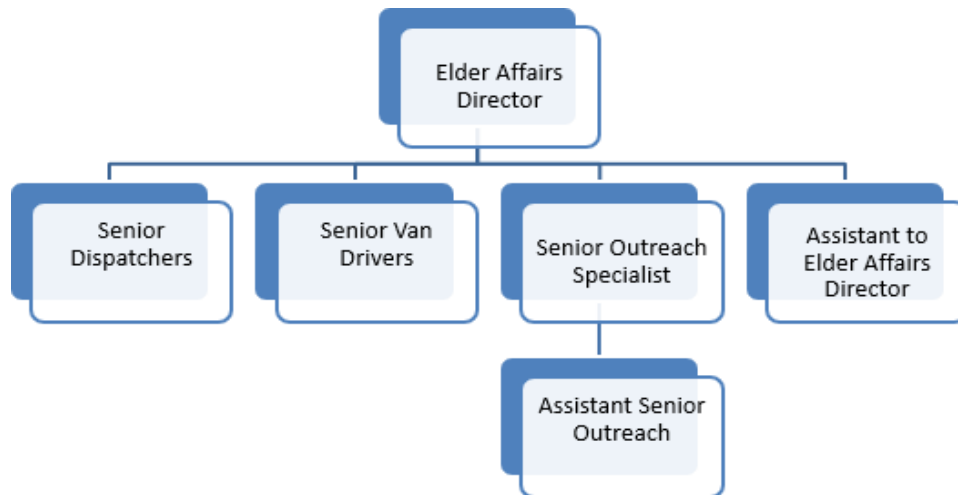 Elder Affairs
Director
Senior
Dispatchers
Senior Van
Drivers
Senior Outreach
Specialist
Assistant to
Elder Affairs
Director
Assistant Senior
Outreach